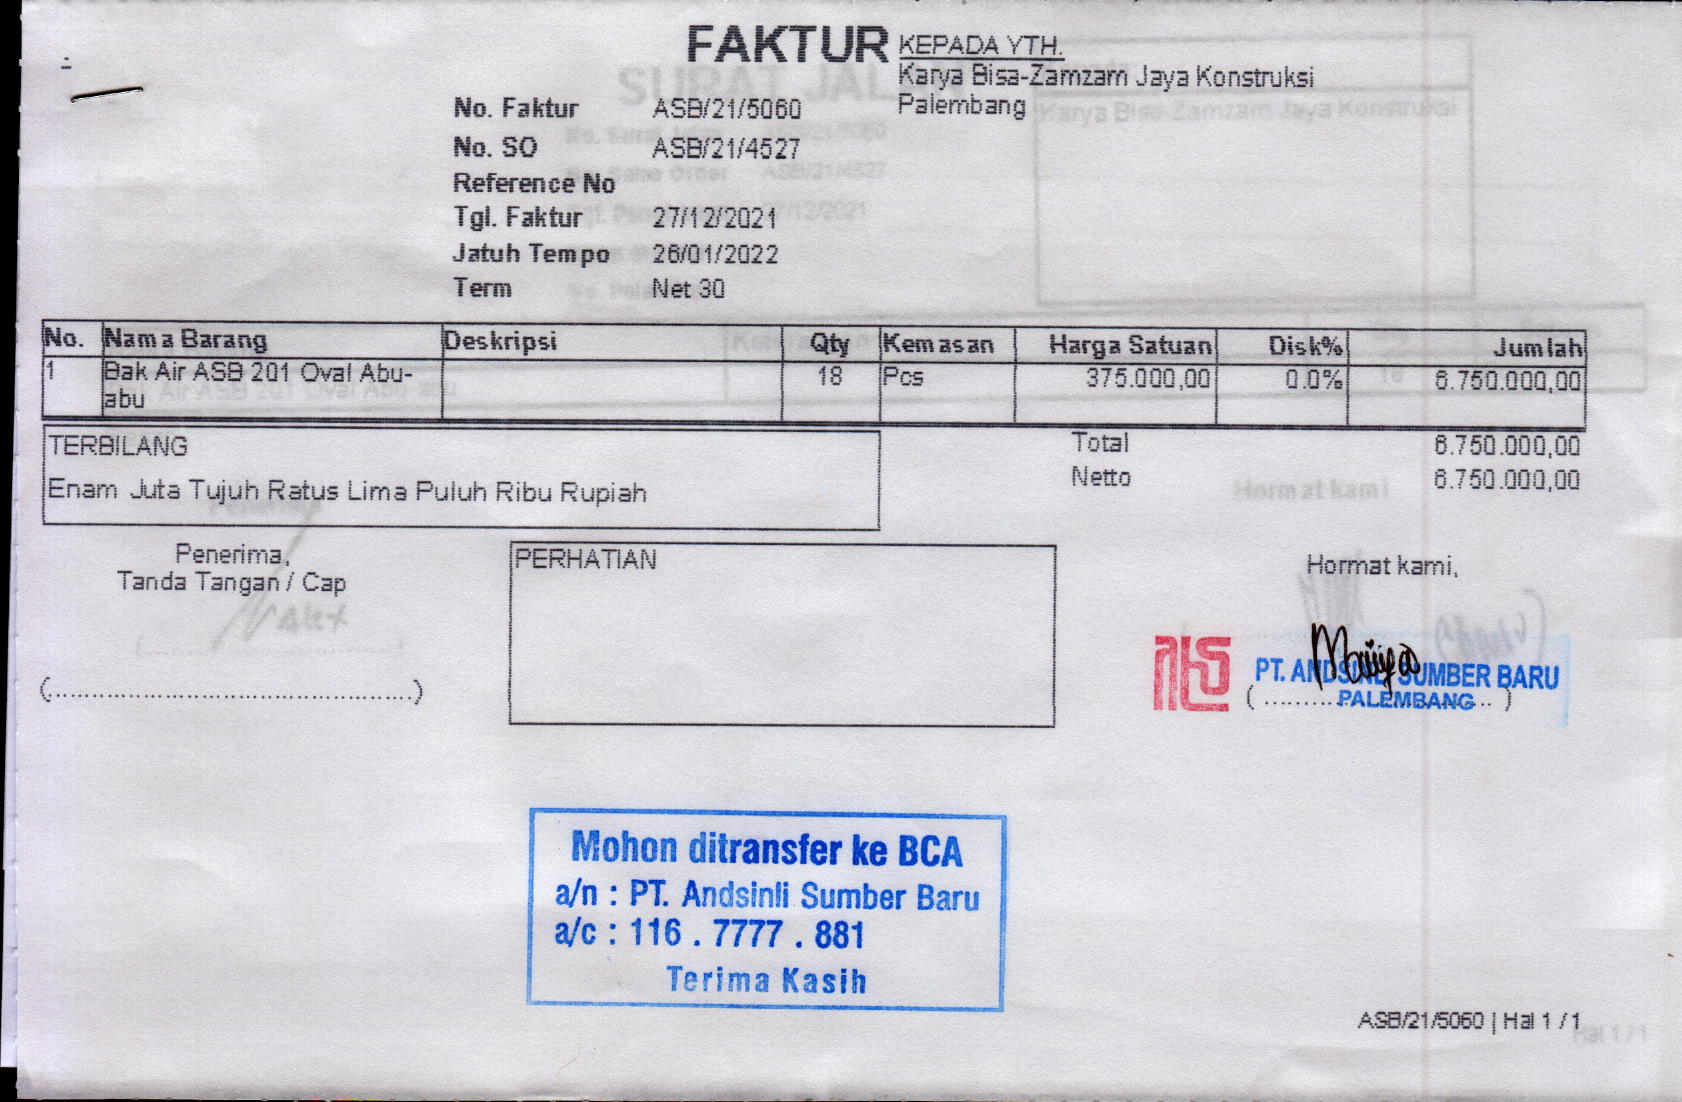 FAKTUR
KEPADA YTH.
Karya Bisa-Zamzam Jaya Konstruksi
Palembang
No. Faktur ASB/21/5060
No. SO ASB/21/4527
Reference No
Tgl. Faktur 27/12/2021
Jatuh Tempo 26/01/2022
Term Net 30
No. Nama Barang Deskripsi Qty Kemasan Harga Satuan Disk% Jumlah
1 Bak Air ASB 201 Oval Abu- 18 Pcs 375.000,00 0.0% 6.750.000,00
abu
TERBILANG
Enam Juta Tujuh Ratus Lima Puluh Ribu Rupiah
Total 6.750.000,00
Netto 6.750.000,00
Penerima,
Tanda Tangan / Cap
(............................................)
PERHATIAN
Hormat kami,
PT. ANDSINLI SUMBER BARU
PALEMBANG
Mohon ditransfer ke BCA
a/n : PT. Andsinli Sumber Baru
a/c : 116 . 7777 . 881
Terima Kasih
ASB/21/5060 | Hal 1 / 1